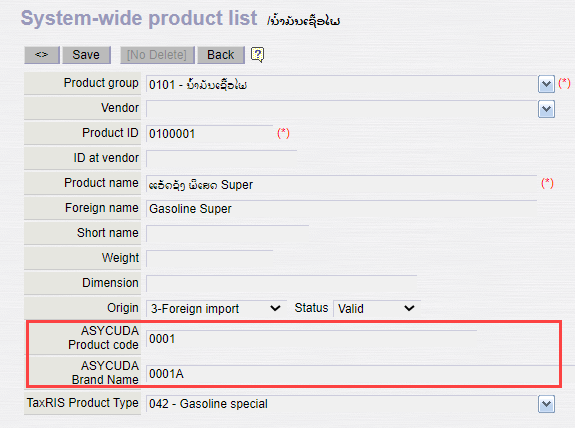 System-wide product list /ນ້ຳມັນເຊື້ອໄຟ
<> Save [No Delete] Back ?
Product group 0101 - ນ້ຳມັນເຊື້ອໄຟ (*)
Vendor
Product ID 0100001 (*)
ID at vendor
Product name ແອັດຊັງ ພິເສດ Super (*)
Foreign name Gasoline Super
Short name
Weight
Dimension
Origin 3-Foreign import Status Valid
ASYCUDA
Product code 0001
ASYCUDA
Brand Name 0001A
TaxRIS Product Type 042 - Gasoline special